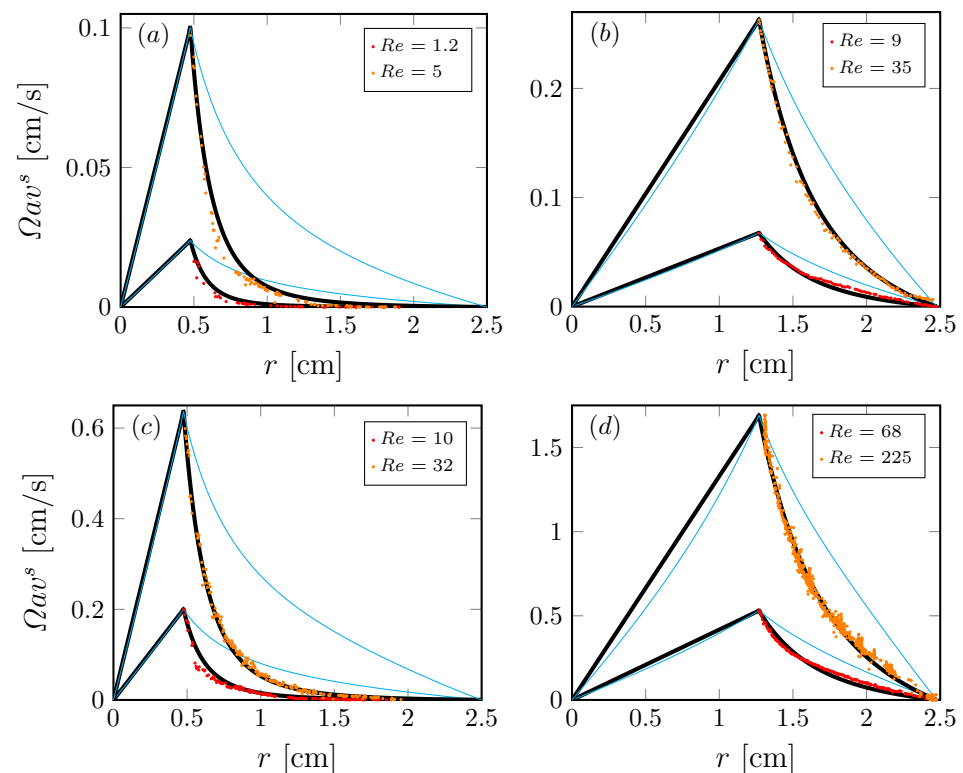 (a)
Re = 1.2
Re = 5
Ωav^s [cm/s]
0.1
0.05
0
0 0.5 1 1.5 2 2.5
r [cm]
(b)
Re = 9
Re = 35
0.2
0.1
0
0 0.5 1 1.5 2 2.5
r [cm]
(c)
Re = 10
Re = 32
Ωav^s [cm/s]
0.6
0.4
0.2
0
0 0.5 1 1.5 2 2.5
r [cm]
(d)
Re = 68
Re = 225
1.5
1
0.5
0
0 0.5 1 1.5 2 2.5
r [cm]